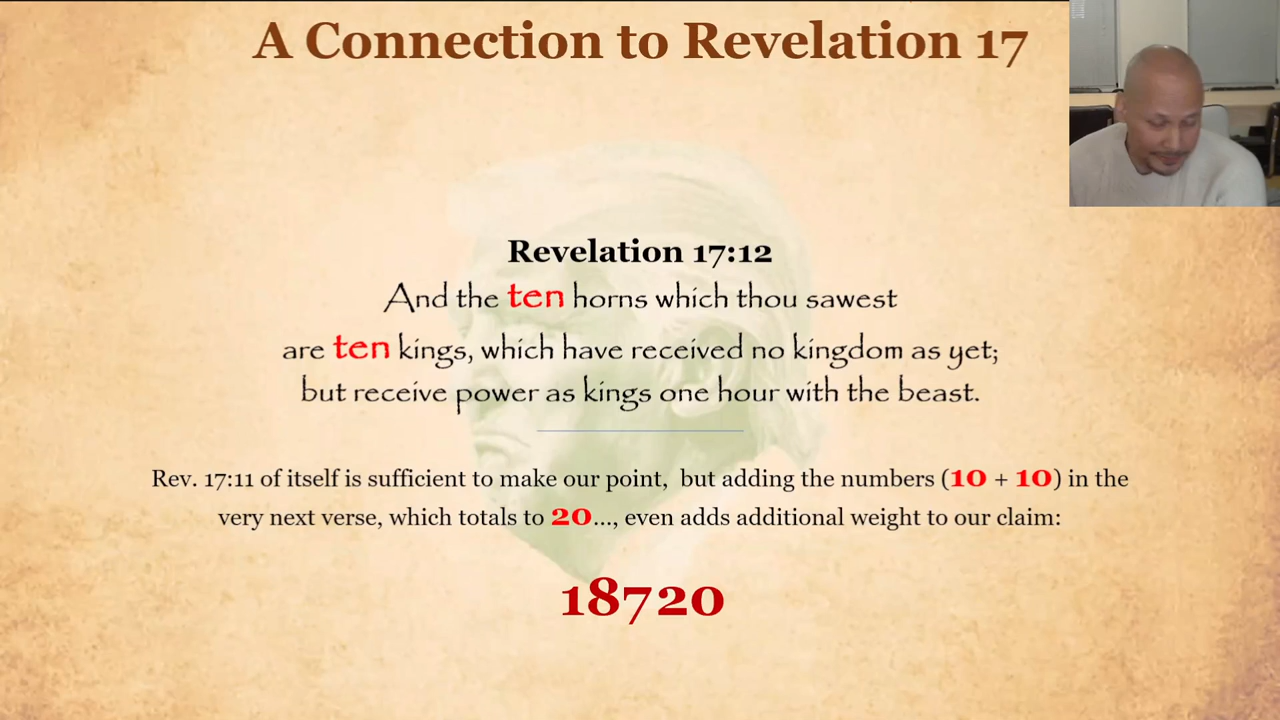 A Connection to Revelation 17
Revelation 17:12
And the ten horns which thou sawest
are ten kings, which have received no kingdom as yet;
but receive power as kings one hour with the beast.
Rev. 17:11 of itself is sufficient to make our point,  but adding the numbers (10 + 10) in the
very next verse, which totals to 20…, even adds additional weight to our claim:
18720